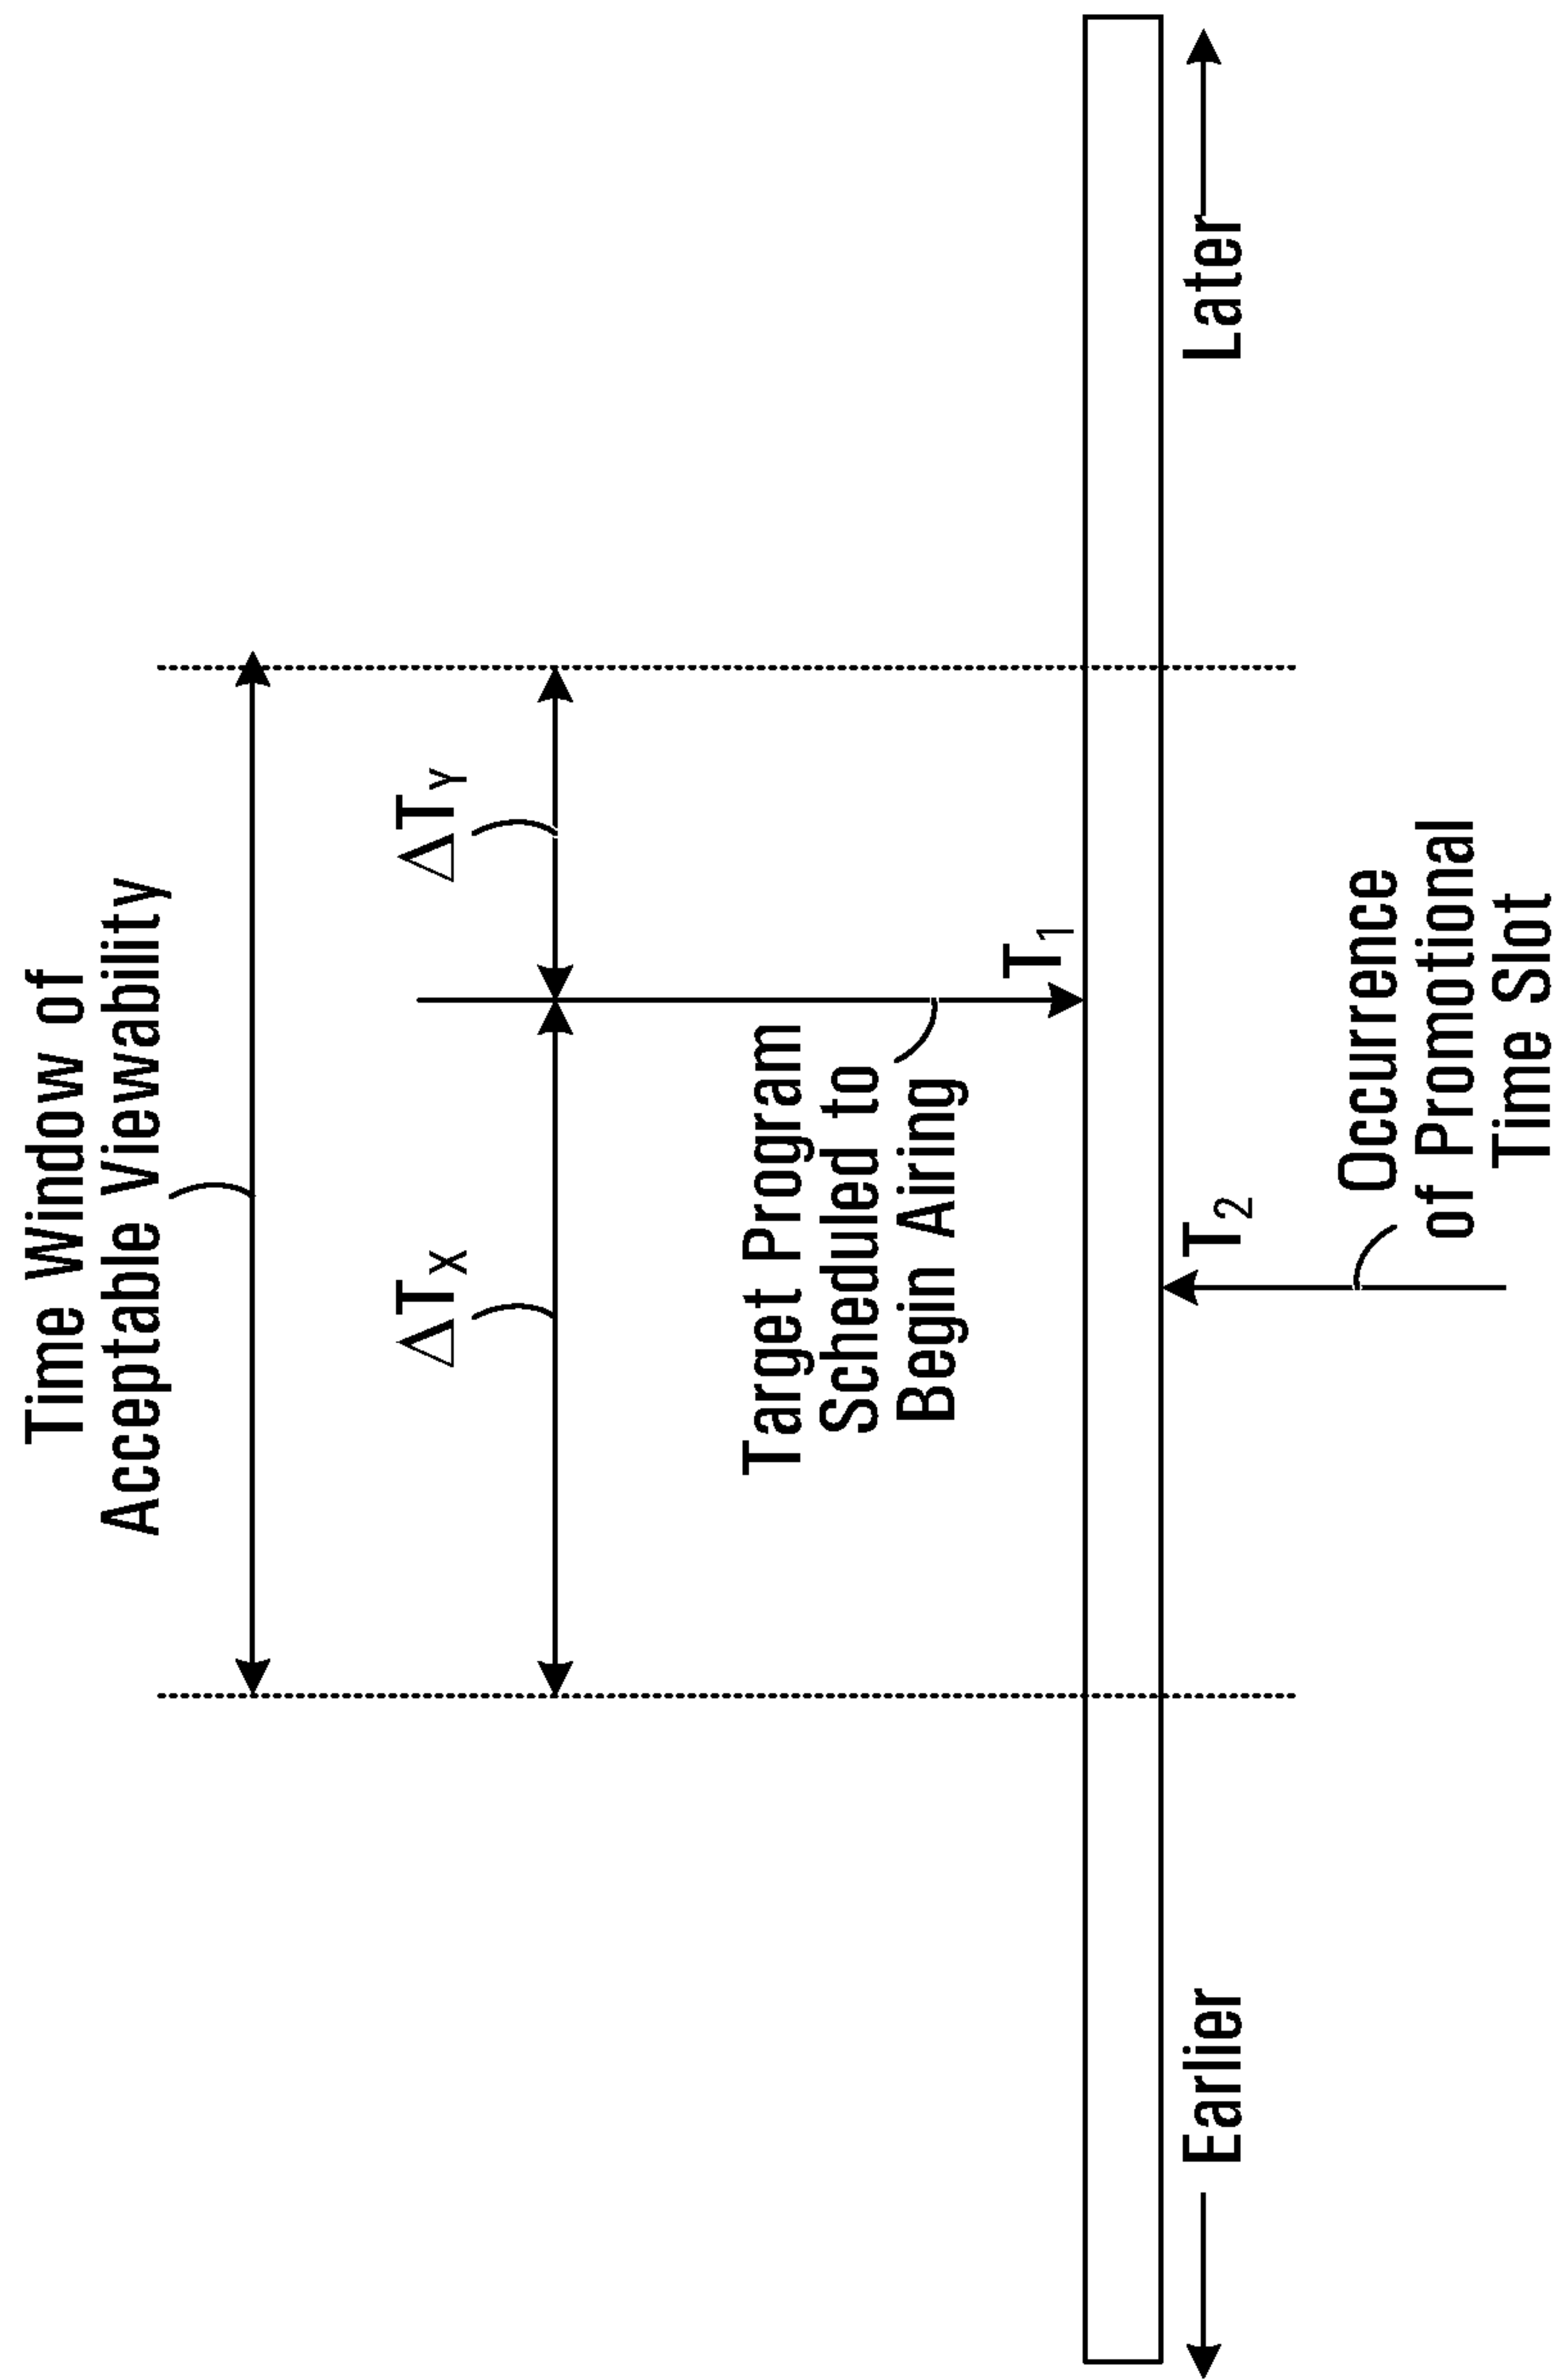 Time Window of
Acceptable Viewability
ΔTX
ΔTY
Target Program
Scheduled to
Begin Airing
T1
Earlier
T2
Later
Occurrence
of Promotional
Time Slot